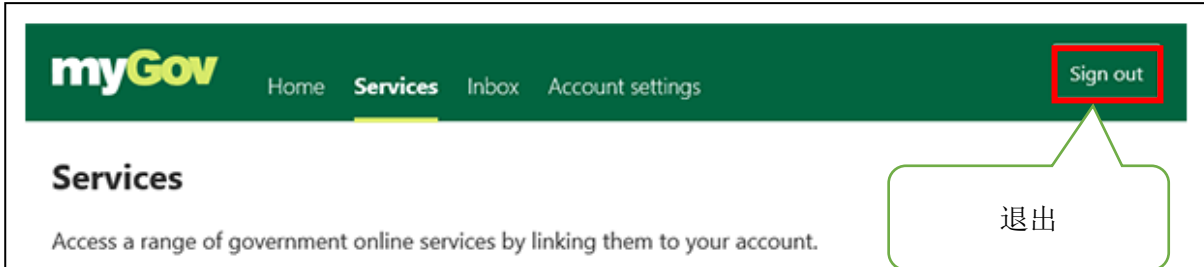 myGov Home Services Inbox Account settings Sign out
Services
Access a range of government online services by linking them to your account.
退出